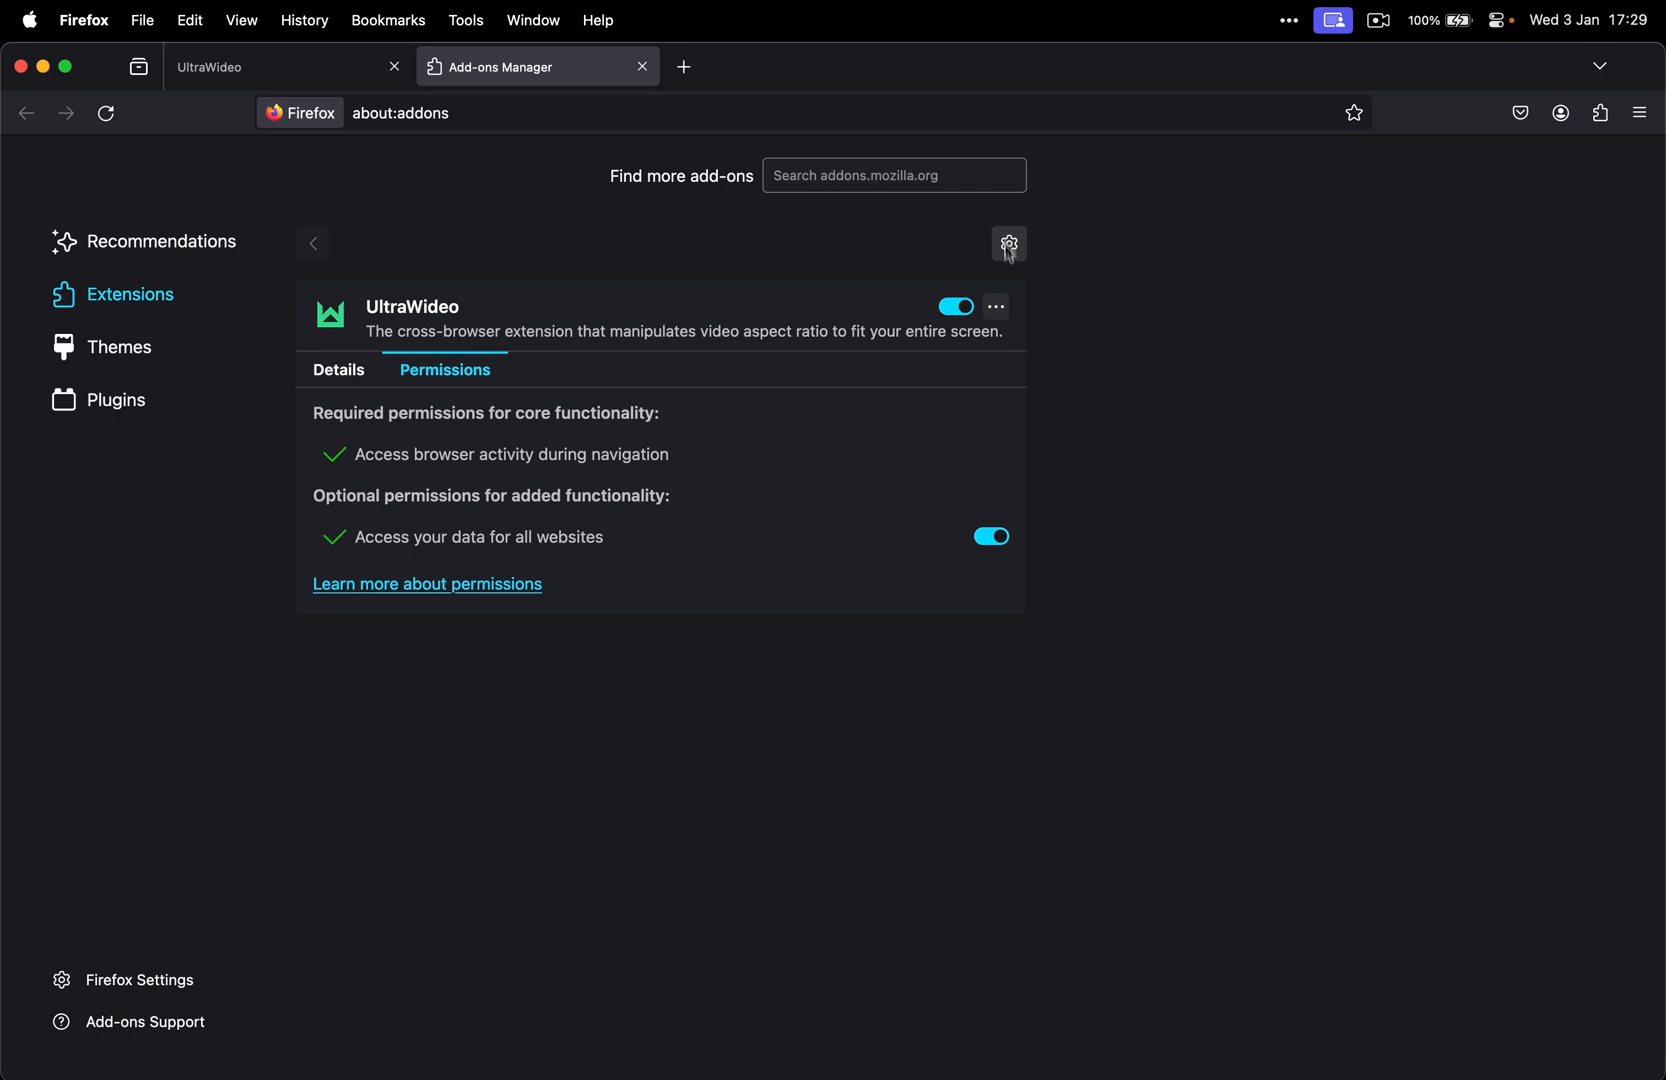 Firefox File Edit View History Bookmarks Tools Window Help 100% Wed 3 Jan 17:29
UltraWideo Add-ons Manager
Firefox about:addons
Find more add-ons Search addons.mozilla.org
Recommendations
Extensions
Themes
Plugins
UltraWideo
The cross-browser extension that manipulates video aspect ratio to fit your entire screen.
Details Permissions
Required permissions for core functionality:
Access browser activity during navigation
Optional permissions for added functionality:
Access your data for all websites
Learn more about permissions
Firefox Settings
Add-ons Support